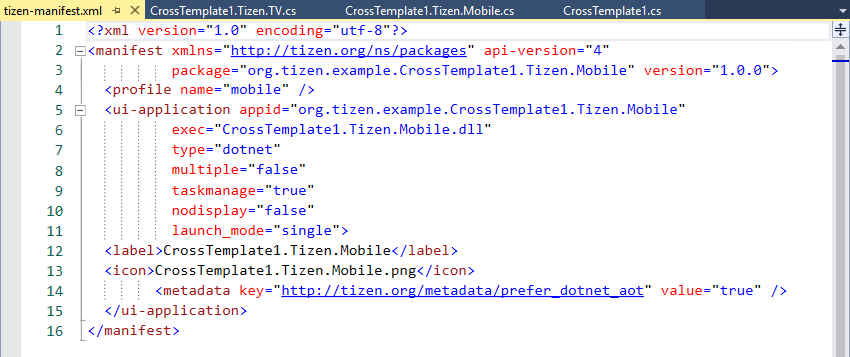 tizen-manifest.xml CrossTemplate1.Tizen.TV.cs CrossTemplate1.Tizen.Mobile.cs CrossTemplate1.cs
1 <?xml version="1.0" encoding="utf-8"?>
2 <manifest xmlns="http://tizen.org/ns/packages" api-version="4"
3 package="org.tizen.example.CrossTemplate1.Tizen.Mobile" version="1.0.0">
4 <profile name="mobile" />
5 <ui-application appid="org.tizen.example.CrossTemplate1.Tizen.Mobile"
6 exec="CrossTemplate1.Tizen.Mobile.dll"
7 type="dotnet"
8 multiple="false"
9 taskmanage="true"
10 nodisplay="false"
11 launch_mode="single">
12 <label>CrossTemplate1.Tizen.Mobile</label>
13 <icon>CrossTemplate1.Tizen.Mobile.png</icon>
14 <metadata key="http://tizen.org/metadata/prefer_dotnet_aot" value="true" />
15 </ui-application>
16 </manifest>